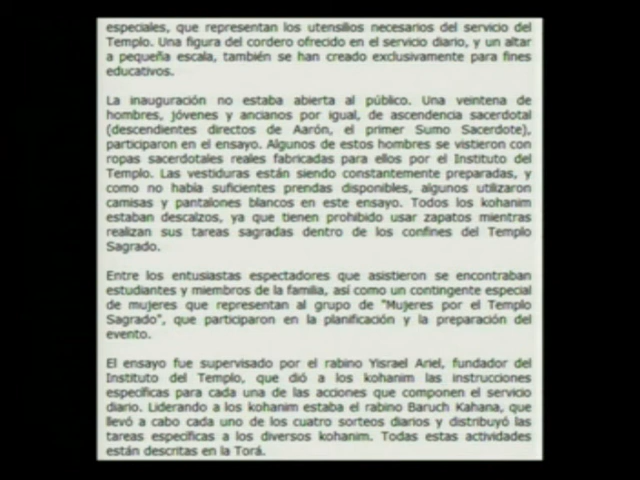 especiales, que representan los utensilios necesarios del servicio del
Templo. Una figura del cordero ofrecido en el servicio diario, y un altar
a pequeña escala, también se han creado exclusivamente para fines
educativos.
La inauguración no estaba abierta al público. Una veintena de
hombres, jóvenes y ancianos por igual, de ascendencia sacerdotal
(descendientes directos de Aarón, el primer Sumo Sacerdote),
participaron en el ensayo. Algunos de estos hombres se vistieron con
ropas sacerdotales reales fabricadas para ellos por el Instituto del
Templo. Las vestiduras están siendo constantemente preparadas, y
como no había suficientes prendas disponibles, algunos utilizaron
camisas y pantalones blancos en este ensayo. Todos los kohanim
estaban descalzos, ya que tienen prohibido usar zapatos mientras
realizan sus tareas sagradas dentro de los confines del Templo
Sagrado.
Entre los entusiastas espectadores que asistieron se encontraban
estudiantes y miembros de la familia, así como un contingente especial
de mujeres que representan al grupo de "Mujeres por el Templo
Sagrado", que participaron en la planificación y la preparación del
evento.
El ensayo fue supervisado por el rabino Yisrael Ariel, fundador del
Instituto del Templo, que dió a los kohanim las instrucciones
específicas para cada una de las acciones que componen el servicio
diario. Liderando a los kohanim estaba el rabino Baruch Kahana, que
llevó a cabo cada uno de los cuatro sorteos diarios y distribuyó las
tareas específicas a los diversos kohanim. Todas estas actividades
están descritas en la Torá.